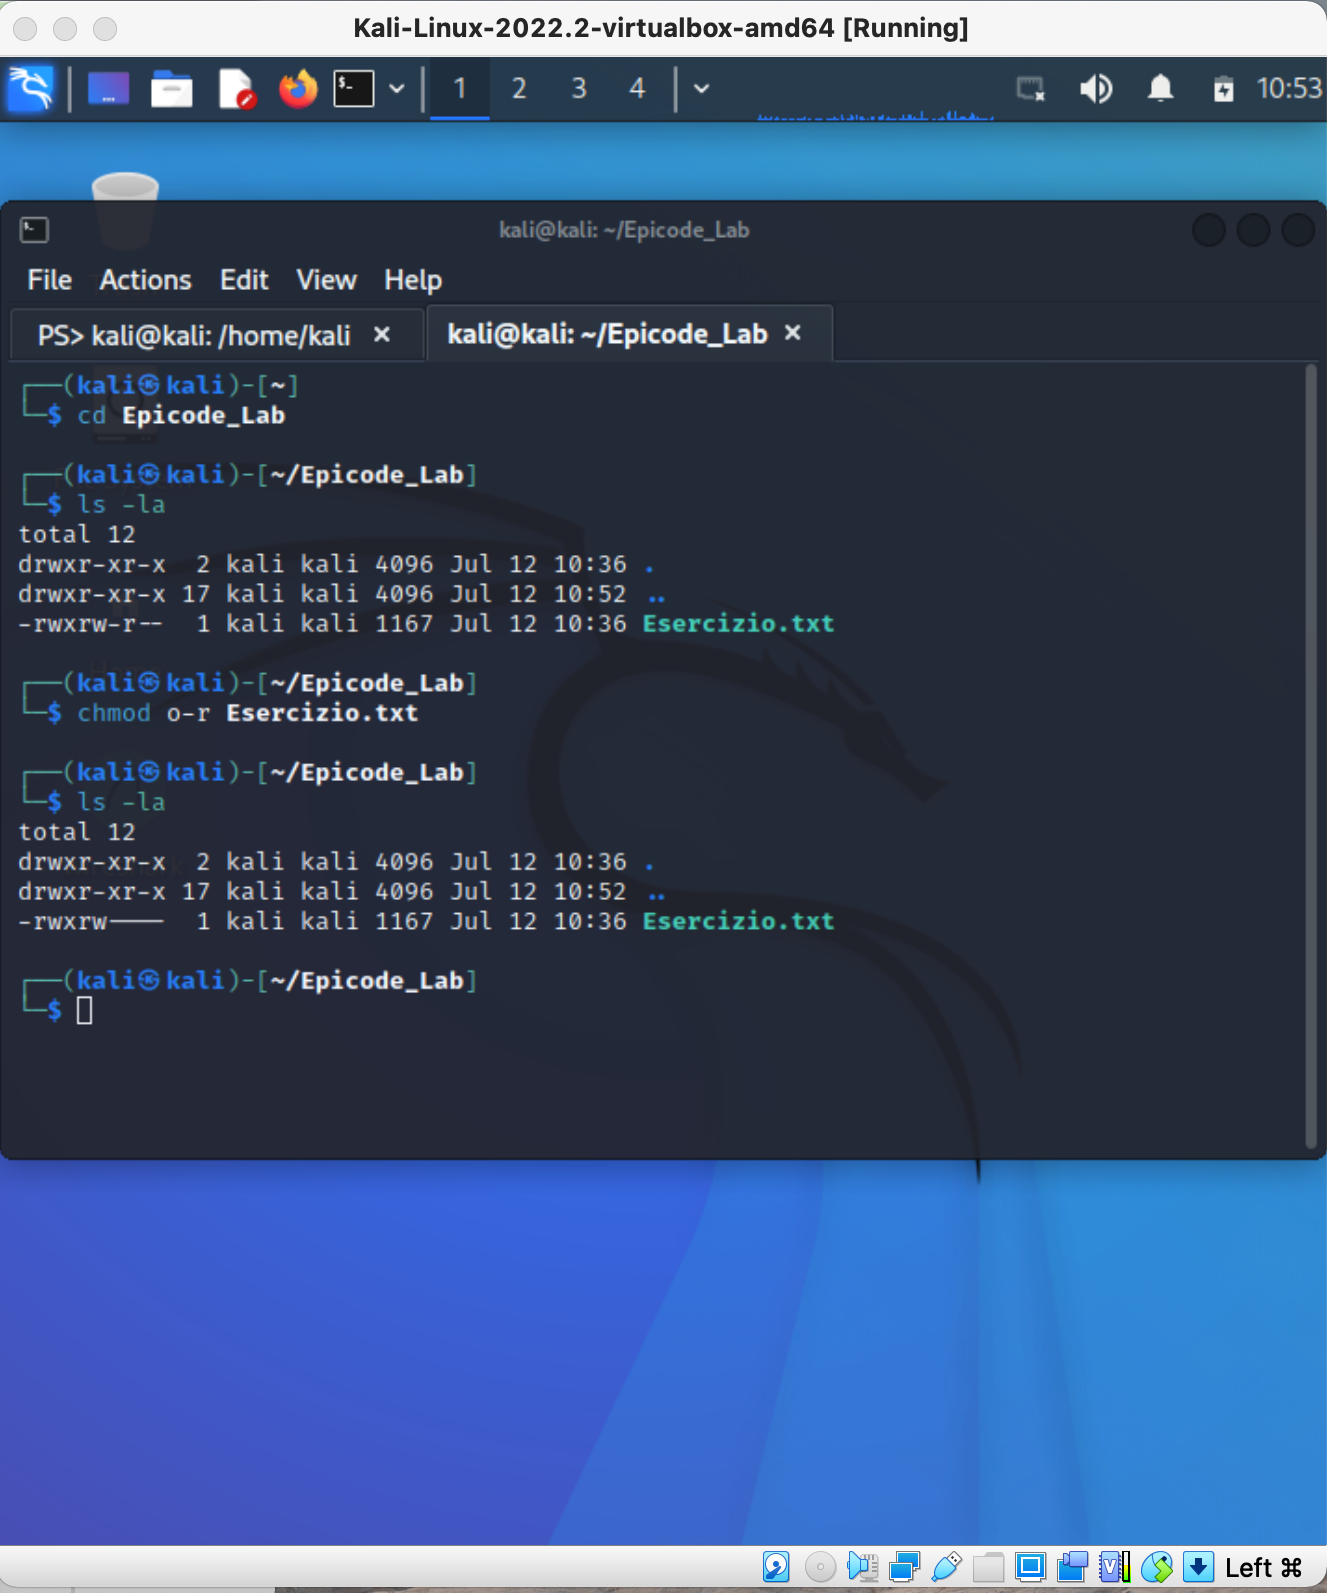 Kali-Linux-2022.2-virtualbox-amd64 [Running]
1 2 3 4 10:53
kali@kali: ~/Epicode_Lab
File Actions Edit View Help
PS> kali@kali: /home/kali × kali@kali: ~/Epicode_Lab ×
┌──(kali㉿kali)-[~]
└─$ cd Epicode_Lab
┌──(kali㉿kali)-[~/Epicode_Lab]
└─$ ls -la
total 12
drwxr-xr-x  2 kali kali 4096 Jul 12 10:36 .
drwxr-xr-x 17 kali kali 4096 Jul 12 10:52 ..
-rwxrw-r--  1 kali kali 1167 Jul 12 10:36 Esercizio.txt
┌──(kali㉿kali)-[~/Epicode_Lab]
└─$ chmod o-r Esercizio.txt
┌──(kali㉿kali)-[~/Epicode_Lab]
└─$ ls -la
total 12
drwxr-xr-x  2 kali kali 4096 Jul 12 10:36 .
drwxr-xr-x 17 kali kali 4096 Jul 12 10:52 ..
-rwxrw----  1 kali kali 1167 Jul 12 10:36 Esercizio.txt
┌──(kali㉿kali)-[~/Epicode_Lab]
└─$
Left ⌘